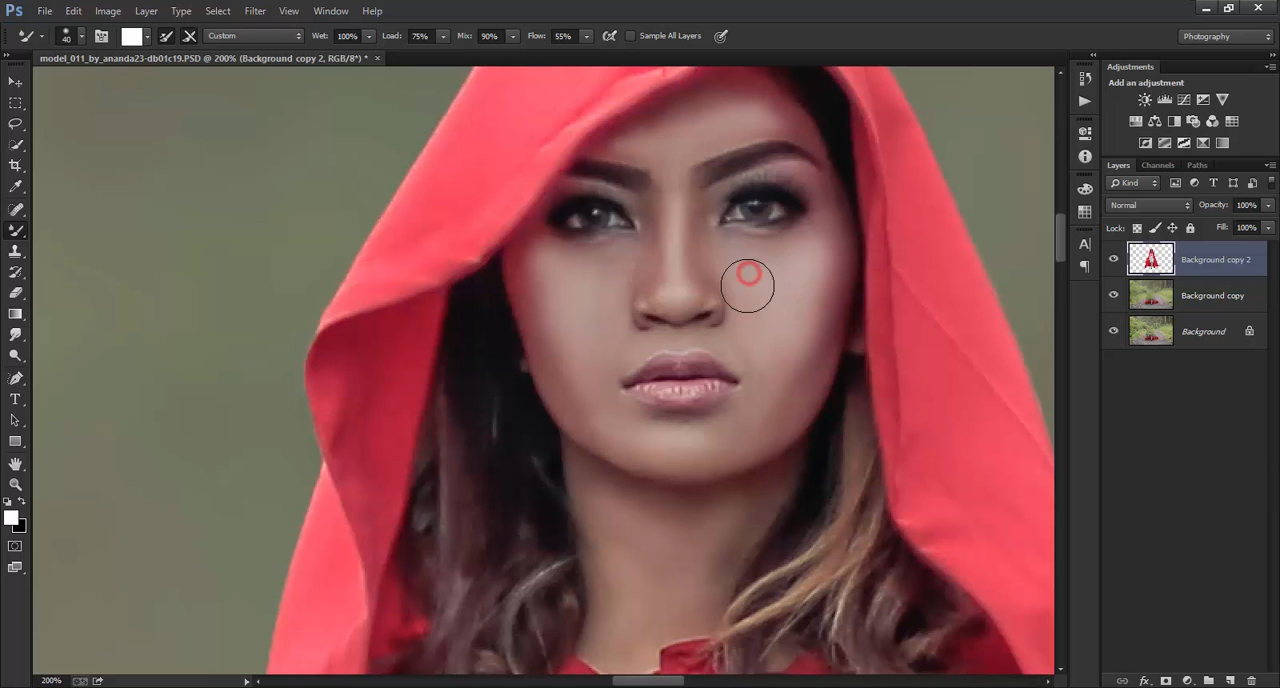 Ps File Edit Image Layer Type Select Filter View Window Help
40 Custom Wet: 100% Load: 75% Mix: 90% Flow: 55% Sample All Layers Photography
model_011_by_ananda23-db01c19.PSD @ 200% (Background copy 2, RGB/8*) *
Adjustments
Add an adjustment
Layers Channels Paths
Kind
Normal Opacity: 100%
Lock: Fill: 100%
Background copy 2
Background copy
Background
200%